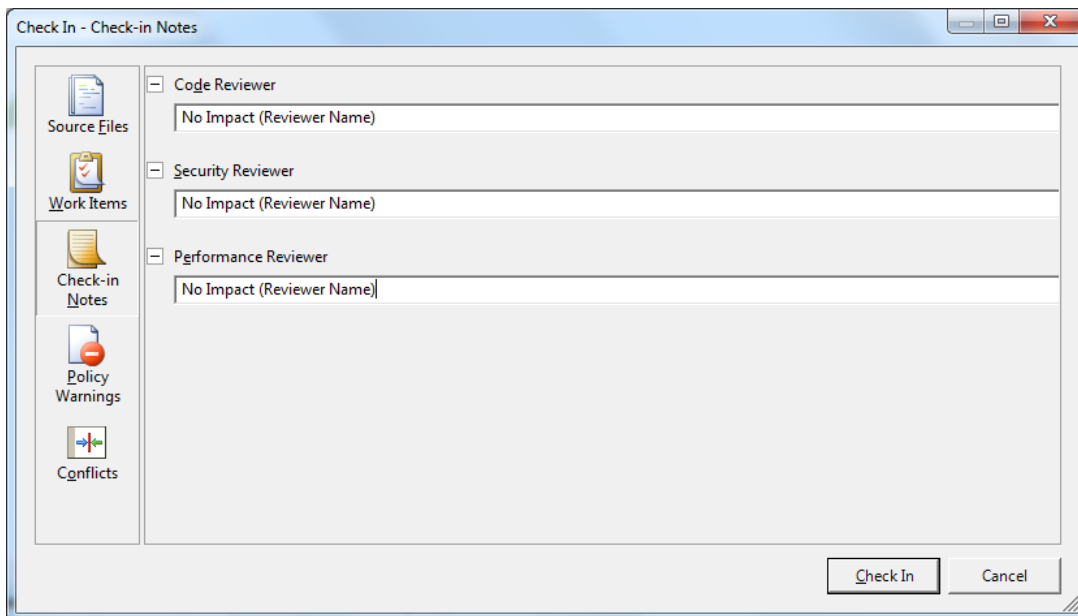 Check In - Check-in Notes
Source Files
Work Items
Check-in
Notes
Policy
Warnings
Conflicts
Code Reviewer
No Impact (Reviewer Name)
Security Reviewer
No Impact (Reviewer Name)
Performance Reviewer
No Impact (Reviewer Name)
Check In
Cancel